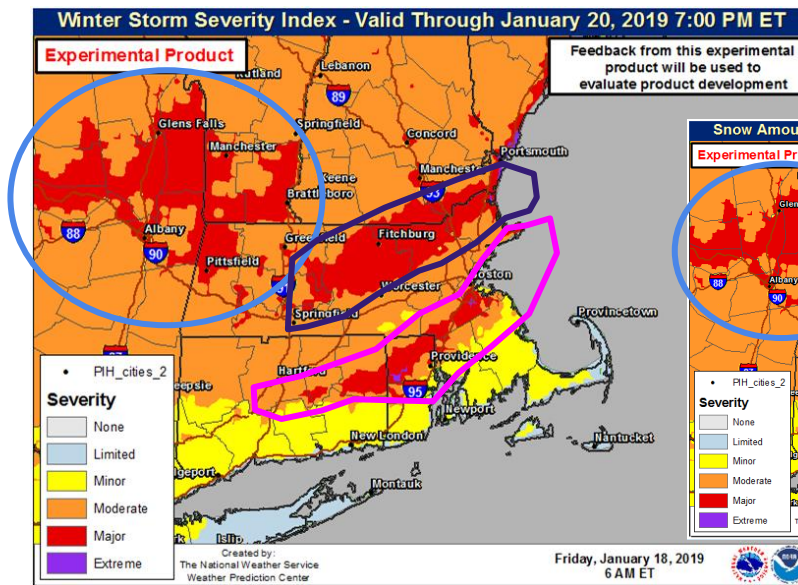 Winter Storm Severity Index - Valid Through January 20, 2019 7:00 PM ET
Experimental Product
Feedback from this experimental
product will be used to
evaluate product development
Rutland
Lebanon
89
Glens Falls
Springfield
Concord
Manchester
Manchest
Portsmouth
Keene
Brattleboro
93
88
Albany
90
Greenfield
Fitchburg
Pittsfield
91
Worcester
Boston
Springfield
Provincetown
Hartford
Providence
95
Newport
New London
Nantucket
Montauk
Islip
PIH_cities_2
Severity
None
Limited
Minor
Moderate
Major
Extreme
Created by:
The National Weather Service
Weather Prediction Center
Friday, January 18, 2019
6 AM ET
Snow Amou
Experimental Pr
Glen
88
Albany
90
PIH_cities_2
Severity
None
Limited
Minor
Moderate
Major
Extreme